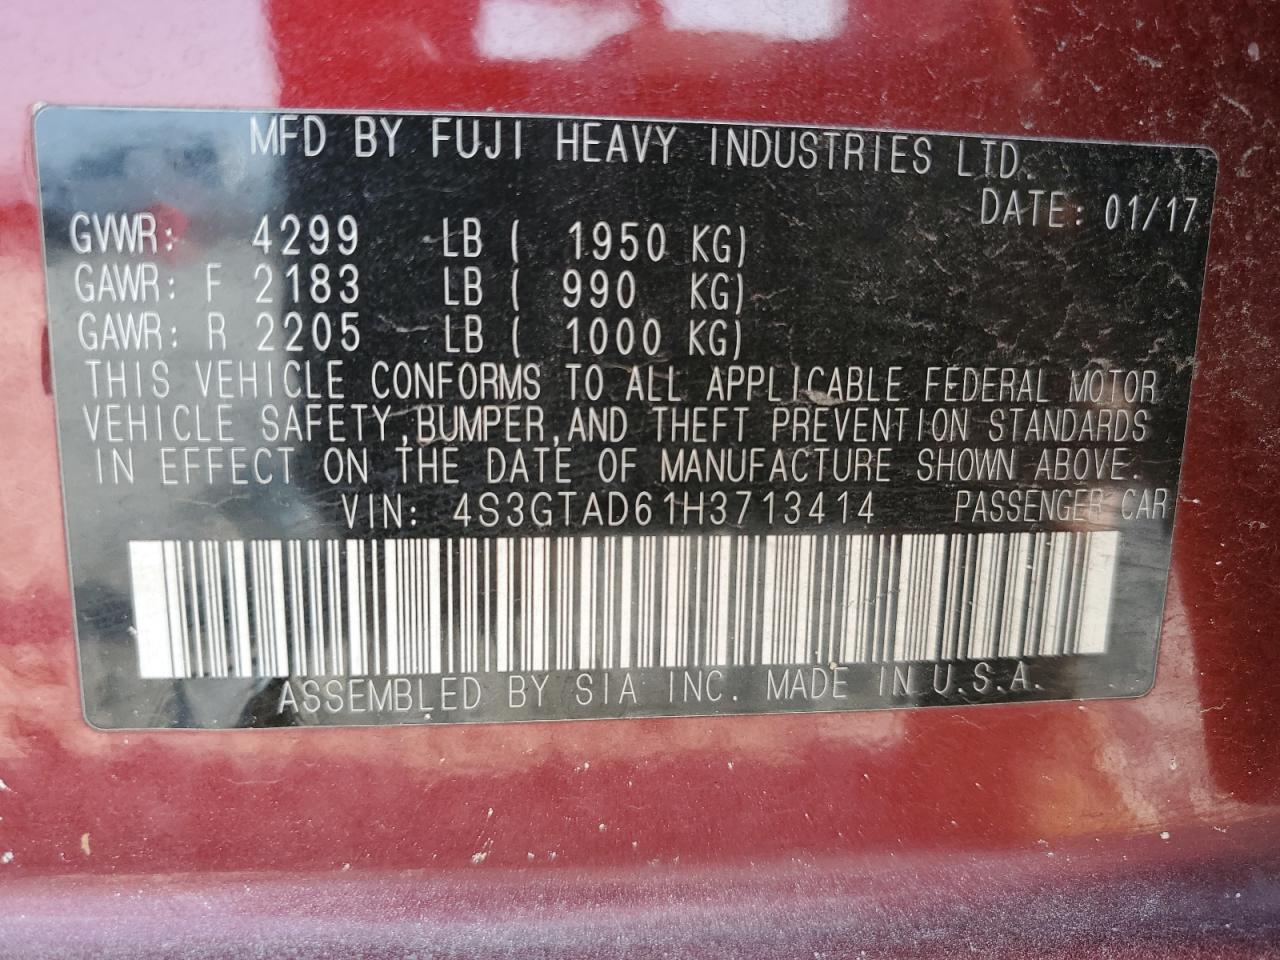 MFD BY FUJI HEAVY INDUSTRIES LTD.
DATE: 01/17
GVWR: 4299 LB ( 1950 KG)
GAWR: F 2183 LB ( 990 KG)
GAWR: R 2205 LB ( 1000 KG)
THIS VEHICLE CONFORMS TO ALL APPLICABLE FEDERAL MOTOR
VEHICLE SAFETY,BUMPER,AND THEFT PREVENTION STANDARDS
IN EFFECT ON THE DATE OF MANUFACTURE SHOWN ABOVE.
VIN: 4S3GTAD61H3713414 PASSENGER CAR
ASSEMBLED BY SIA INC. MADE IN U.S.A.